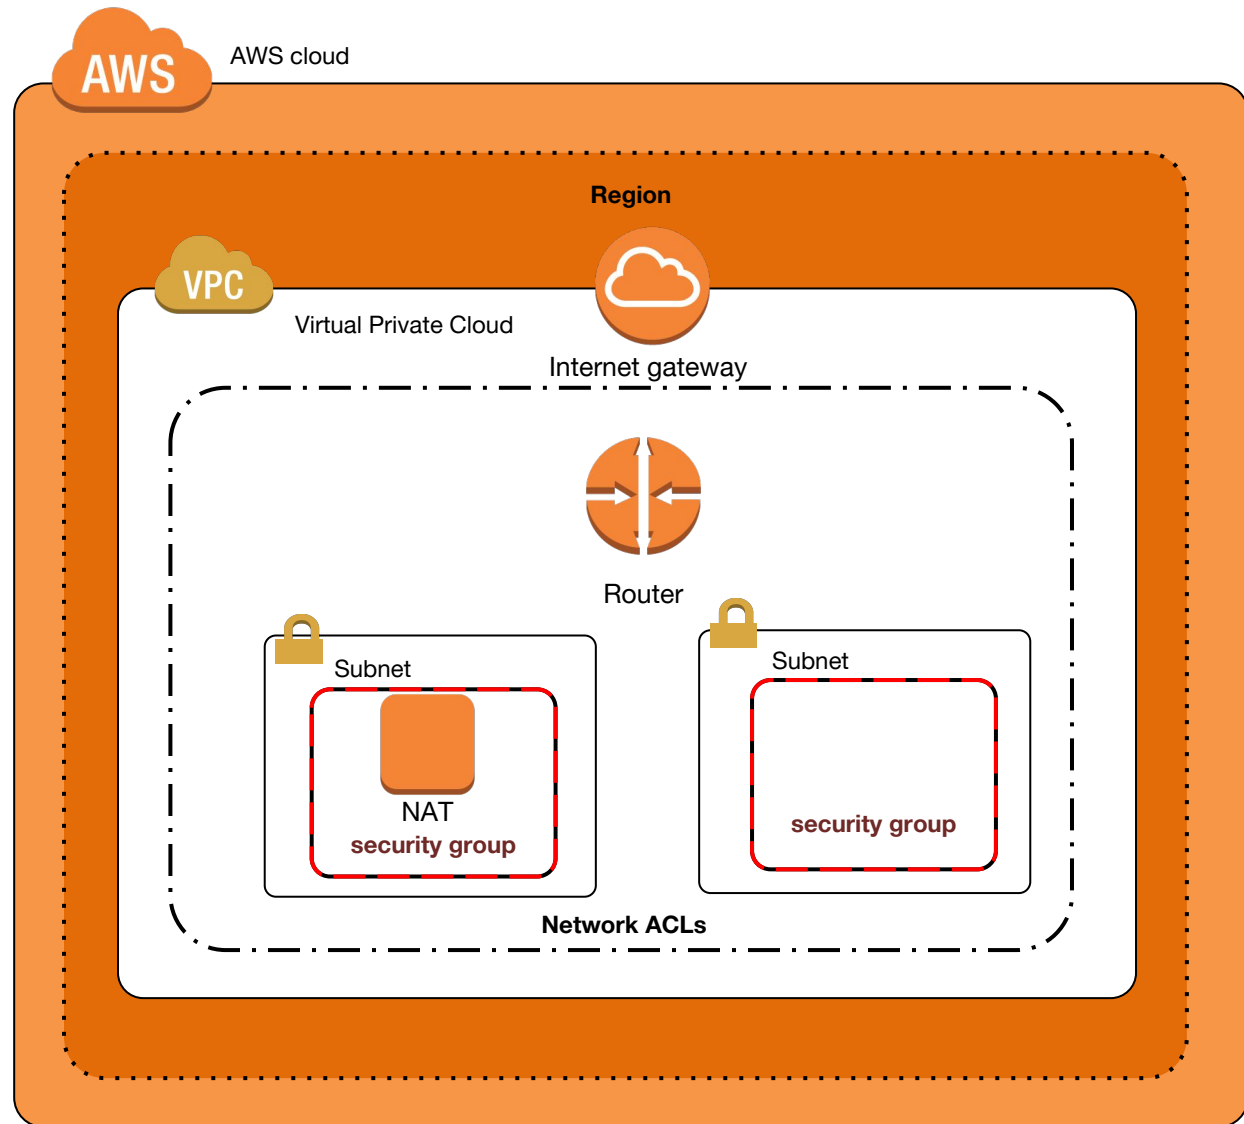 AWS
AWS cloud
Region
VPC
Virtual Private Cloud
Internet gateway
Router
Subnet
NAT
security group
Subnet
security group
Network ACLs